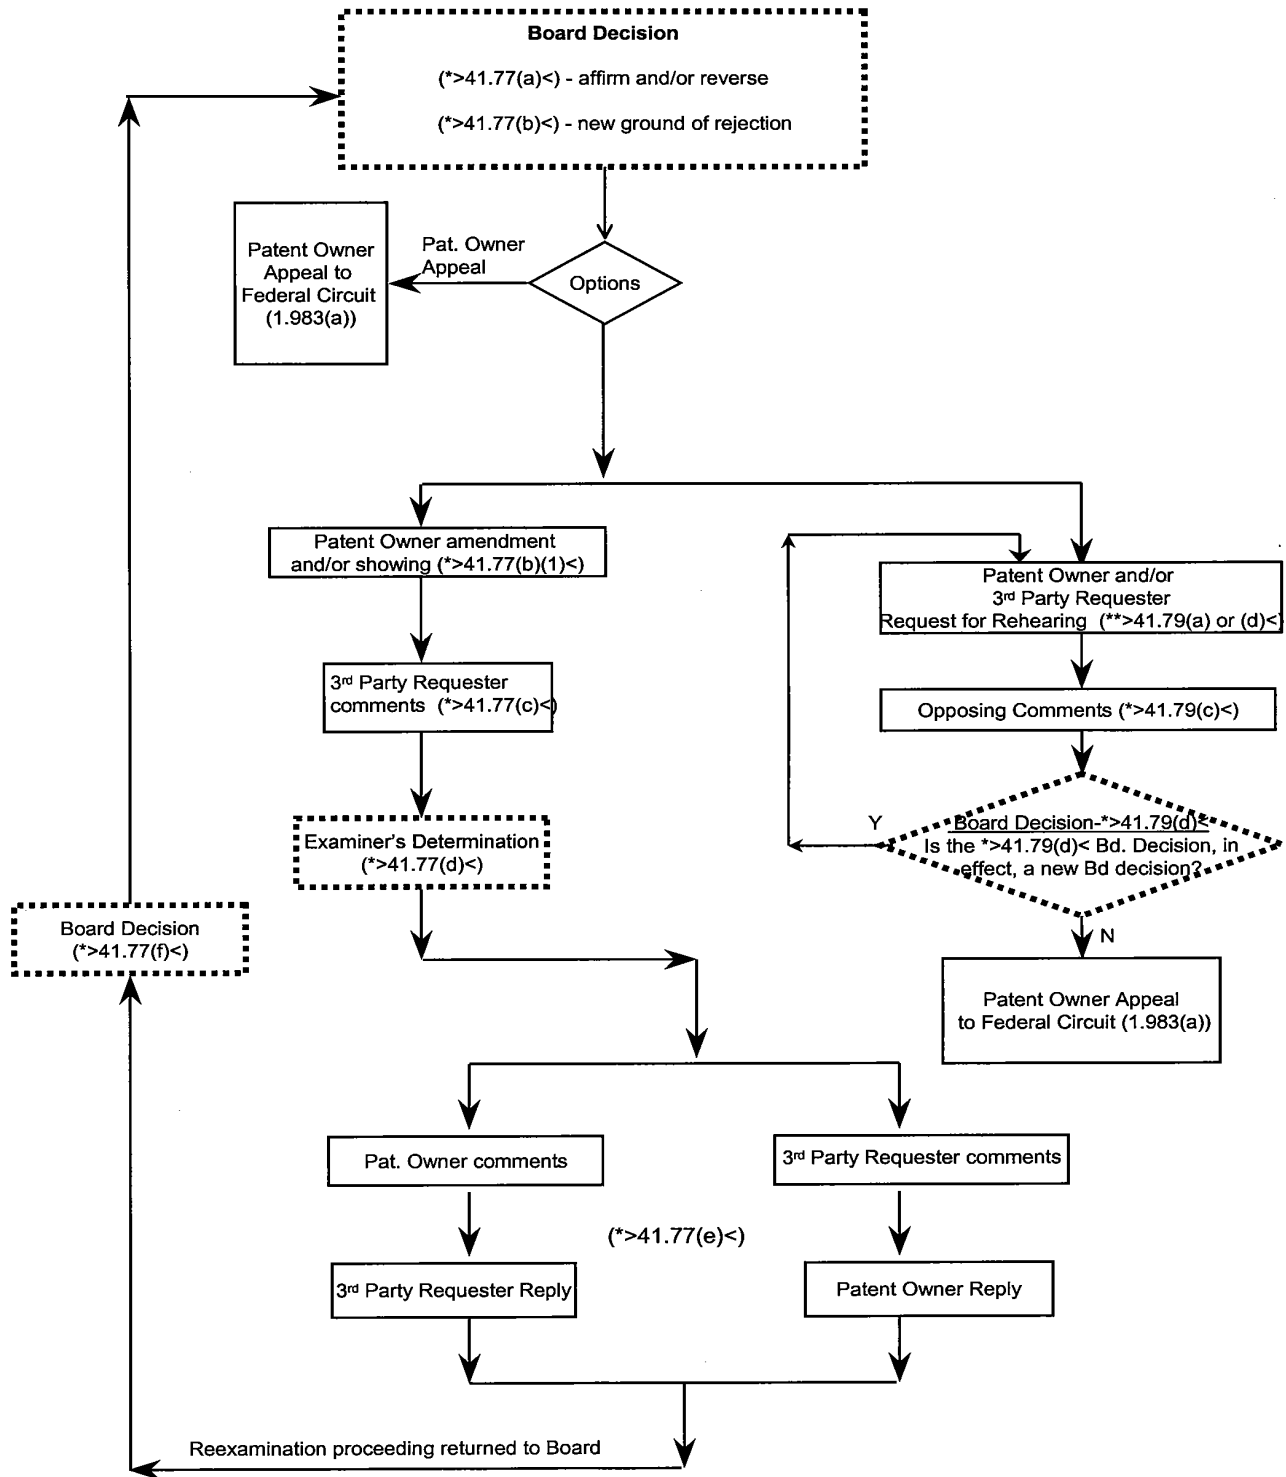 Board Decision
(*>41.77(a)<) - affirm and/or reverse
(*>41.77(b)<) - new ground of rejection
Patent Owner
Appeal to
Federal Circuit
(1.983(a))
Pat. Owner
Appeal
Options
Patent Owner amendment
and/or showing (*>41.77(b)(1)<)
Patent Owner and/or
3rd Party Requester
Request for Rehearing (**>41.79(a) or (d)<)
3rd Party Requester
comments (*>41.77(c)<)
Opposing Comments (*>41.79(c)<)
Examiner's Determination
(*>41.77(d)<)
Y
Board Decision-*>41.79(d)<
Is the *>41.79(d)< Bd. Decision, in
effect, a new Bd decision?
N
Board Decision
(*>41.77(f)<)
Patent Owner Appeal
to Federal Circuit (1.983(a))
Pat. Owner comments
3rd Party Requester comments
(*>41.77(e)<)
3rd Party Requester Reply
Patent Owner Reply
Reexamination proceeding returned to Board